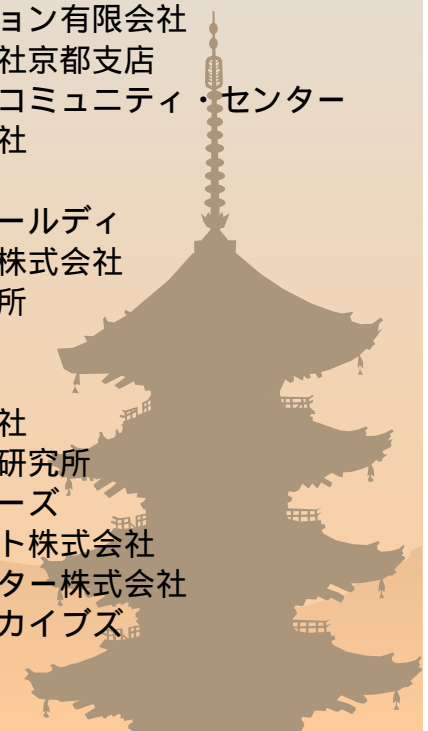 ョン有限会社
社京都支店
コミュニティ・センター
社
ールディ
株式会社
所
社
研究所
ーズ
ト株式会社
ター株式会社
カイブズ